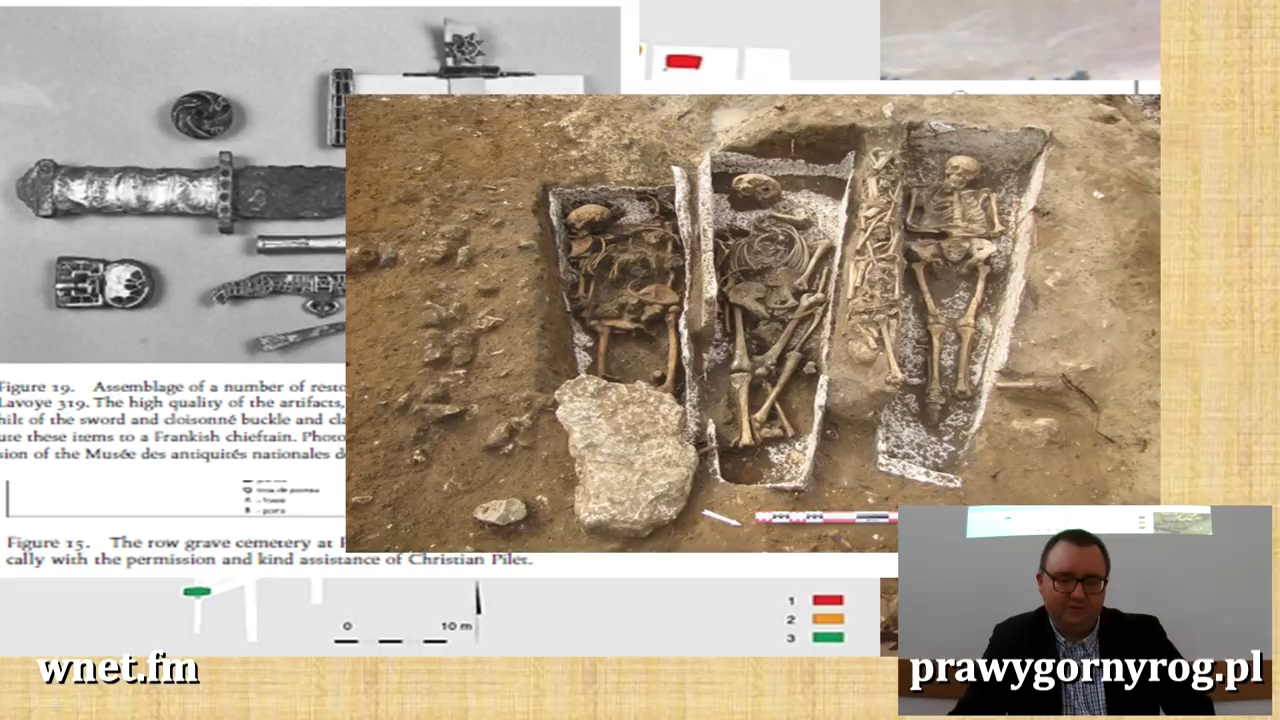 Figure 19. Assemblage of a number of resto
Lavoye 319. The high quality of the artifacts,
hilt of the sword and cloisonné buckle and cla
ute these items to a Frankish chieftain. Photo
sion of the Musée des antiquités nationales d
Figure 15. The row grave cemetery at
cally with the permission and kind assistance of Christian Pilet.
0 10 m
1
2
3
wnet.fm
prawygornyrog.pl